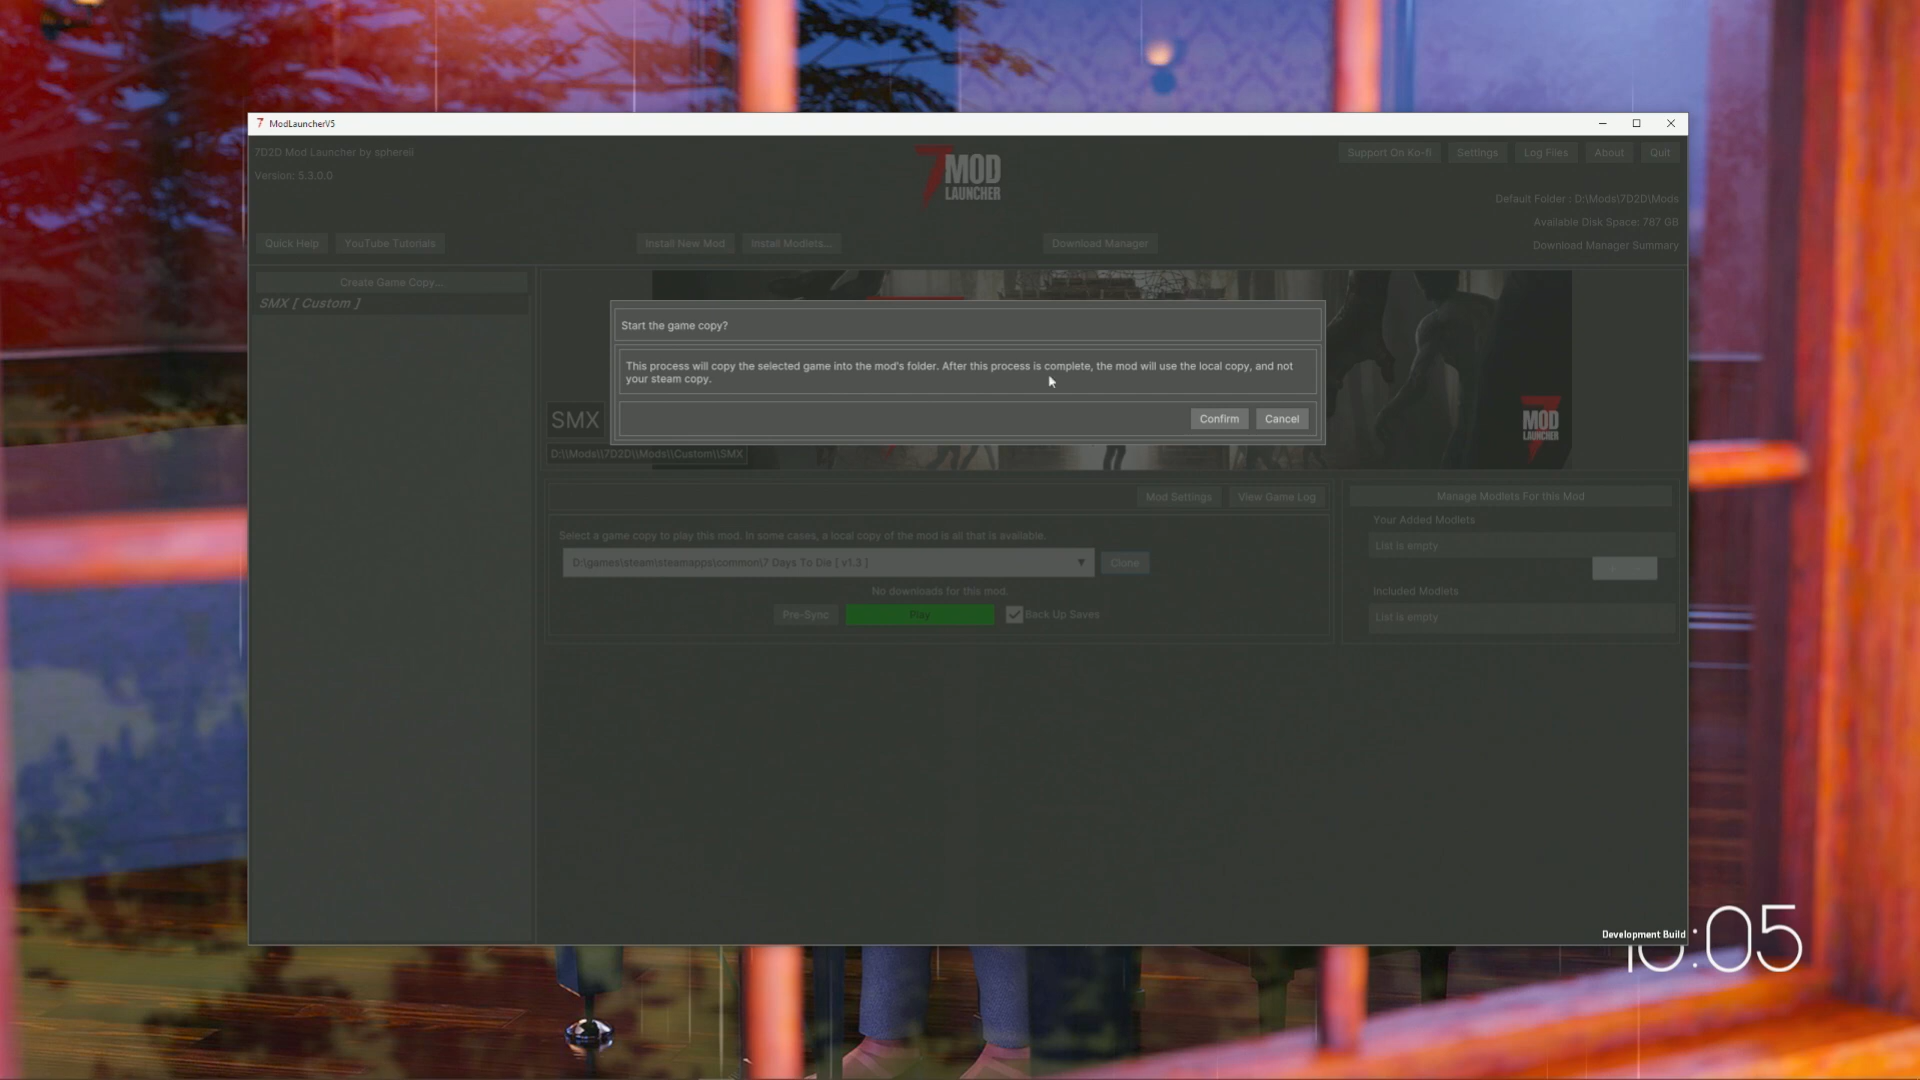 7 ModLauncherV5
7D2D Mod Launcher by sphereii
Version: 5.3.0.0
7 MOD
LAUNCHER
Support On Ko-fi
Settings
Log Files
About
Quit
Default Folder : D:\Mods\7D2D\Mods
Available Disk Space: 787 GB
Download Manager Summary
Quick Help
YouTube Tutorials
Install New Mod
Install Modlets...
Download Manager
Create Game Copy...
SMX [ Custom ]
Start the game copy?
This process will copy the selected game into the mod's folder. After this process is complete, the mod will use the local copy, and not
your steam copy.
Confirm
Cancel
SMX
D:\\Mods\\7D2D\\Mods\\Custom\\SMX
7 MOD
LAUNCHER
Mod Settings
View Game Log
Select a game copy to play this mod. In some cases, a local copy of the mod is all that is available.
D:\games\steam\steamapps\common\7 Days To Die [ v1.3 ]
Clone
No downloads for this mod.
Pre-Sync
Play
Back Up Saves
Manage Modlets For this Mod
Your Added Modlets
List is empty
Included Modlets
List is empty
Development Build
:05